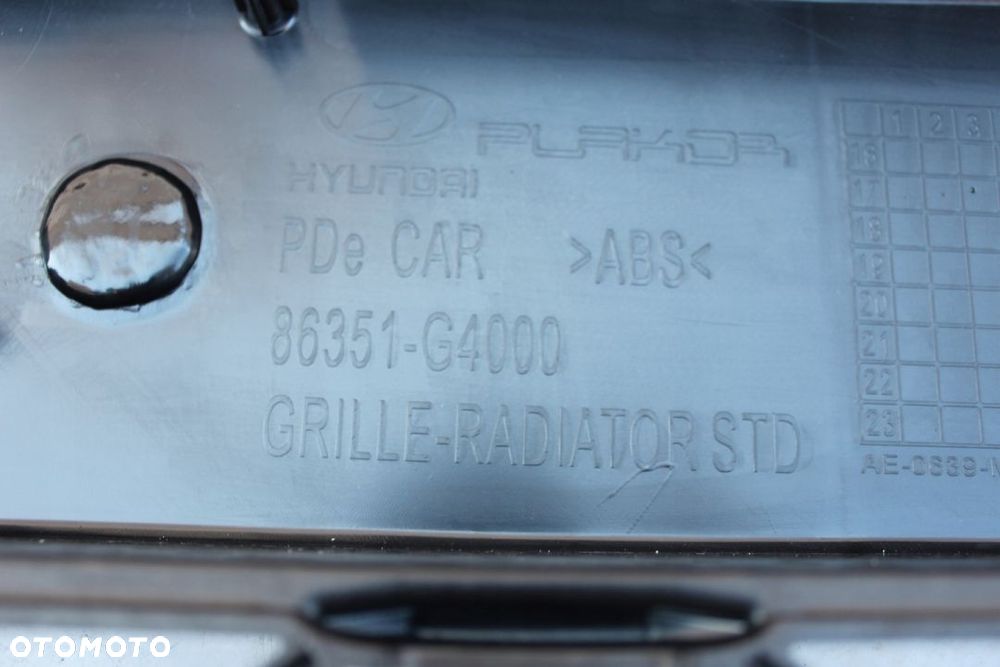 PLAKOR
HYUNDAI
PDe CAR >ABS<
86351-G4000
GRILLE-RADIATOR STD
1 2 3
16
17
18
19
20
21
22
23
OTOMOTO